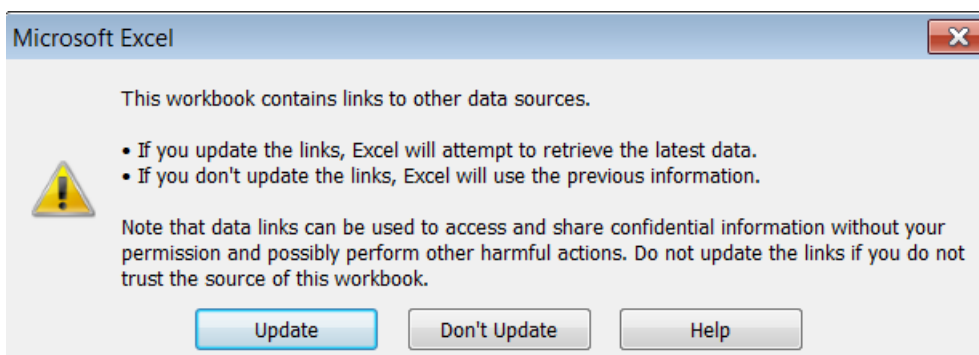 Microsoft Excel
This workbook contains links to other data sources.
• If you update the links, Excel will attempt to retrieve the latest data.
• If you don't update the links, Excel will use the previous information.
Note that data links can be used to access and share confidential information without your
permission and possibly perform other harmful actions. Do not update the links if you do not
trust the source of this workbook.
Update Don't Update Help